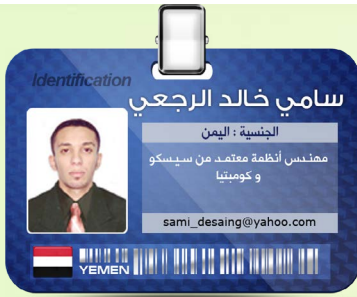 Identification
سامي خالد الرجعي
الجنسية : اليمن
مهندس أنظمة معتمد من سيسكو
و كومبتيا
sami_desaing@yahoo.com
YEMEN